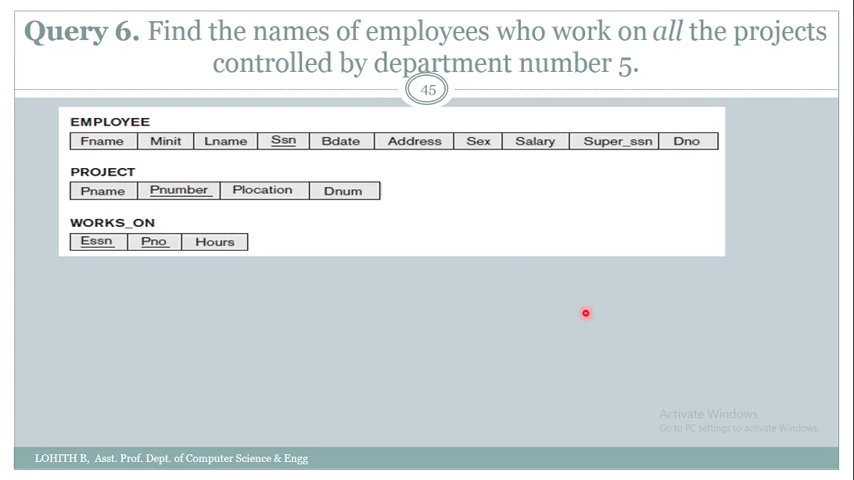 Query 6. Find the names of employees who work on all the projects
controlled by department number 5.
45
EMPLOYEE
Fname Minit Lname Ssn Bdate Address Sex Salary Super_ssn Dno
PROJECT
Pname Pnumber Plocation Dnum
WORKS_ON
Essn Pno Hours
Activate Windows
Go to PC settings to activate Windows.
LOHITH B, Asst. Prof. Dept. of Computer Science & Engg